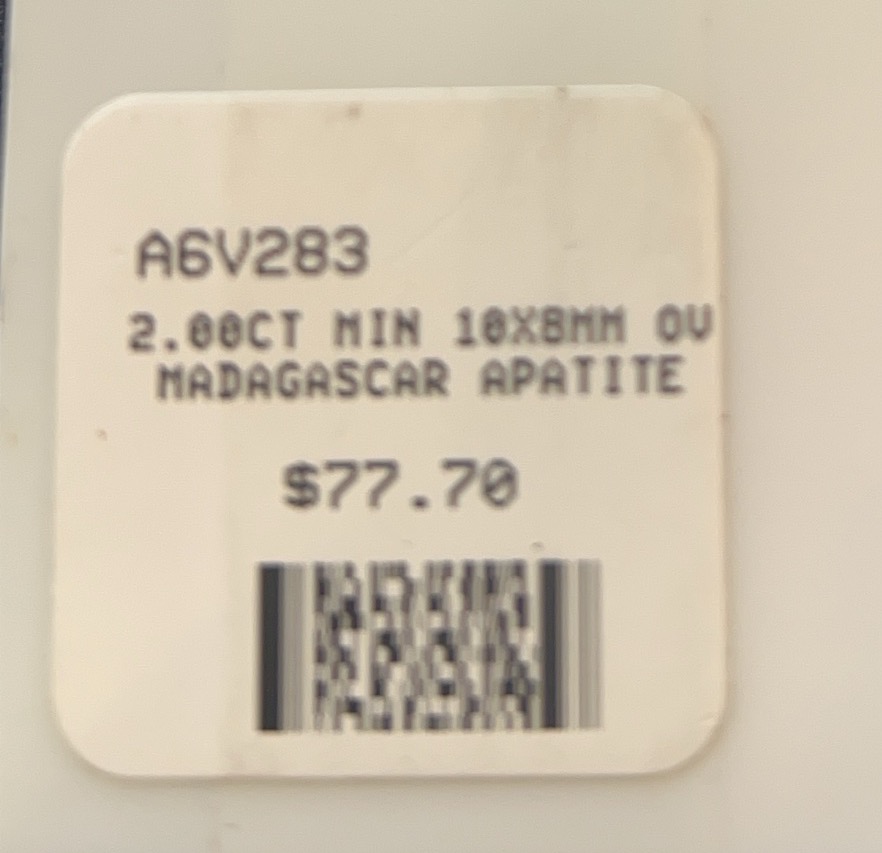 A6V283
2.00CT MIN 10X8MM OV
MADAGASCAR APATITE
$77.70